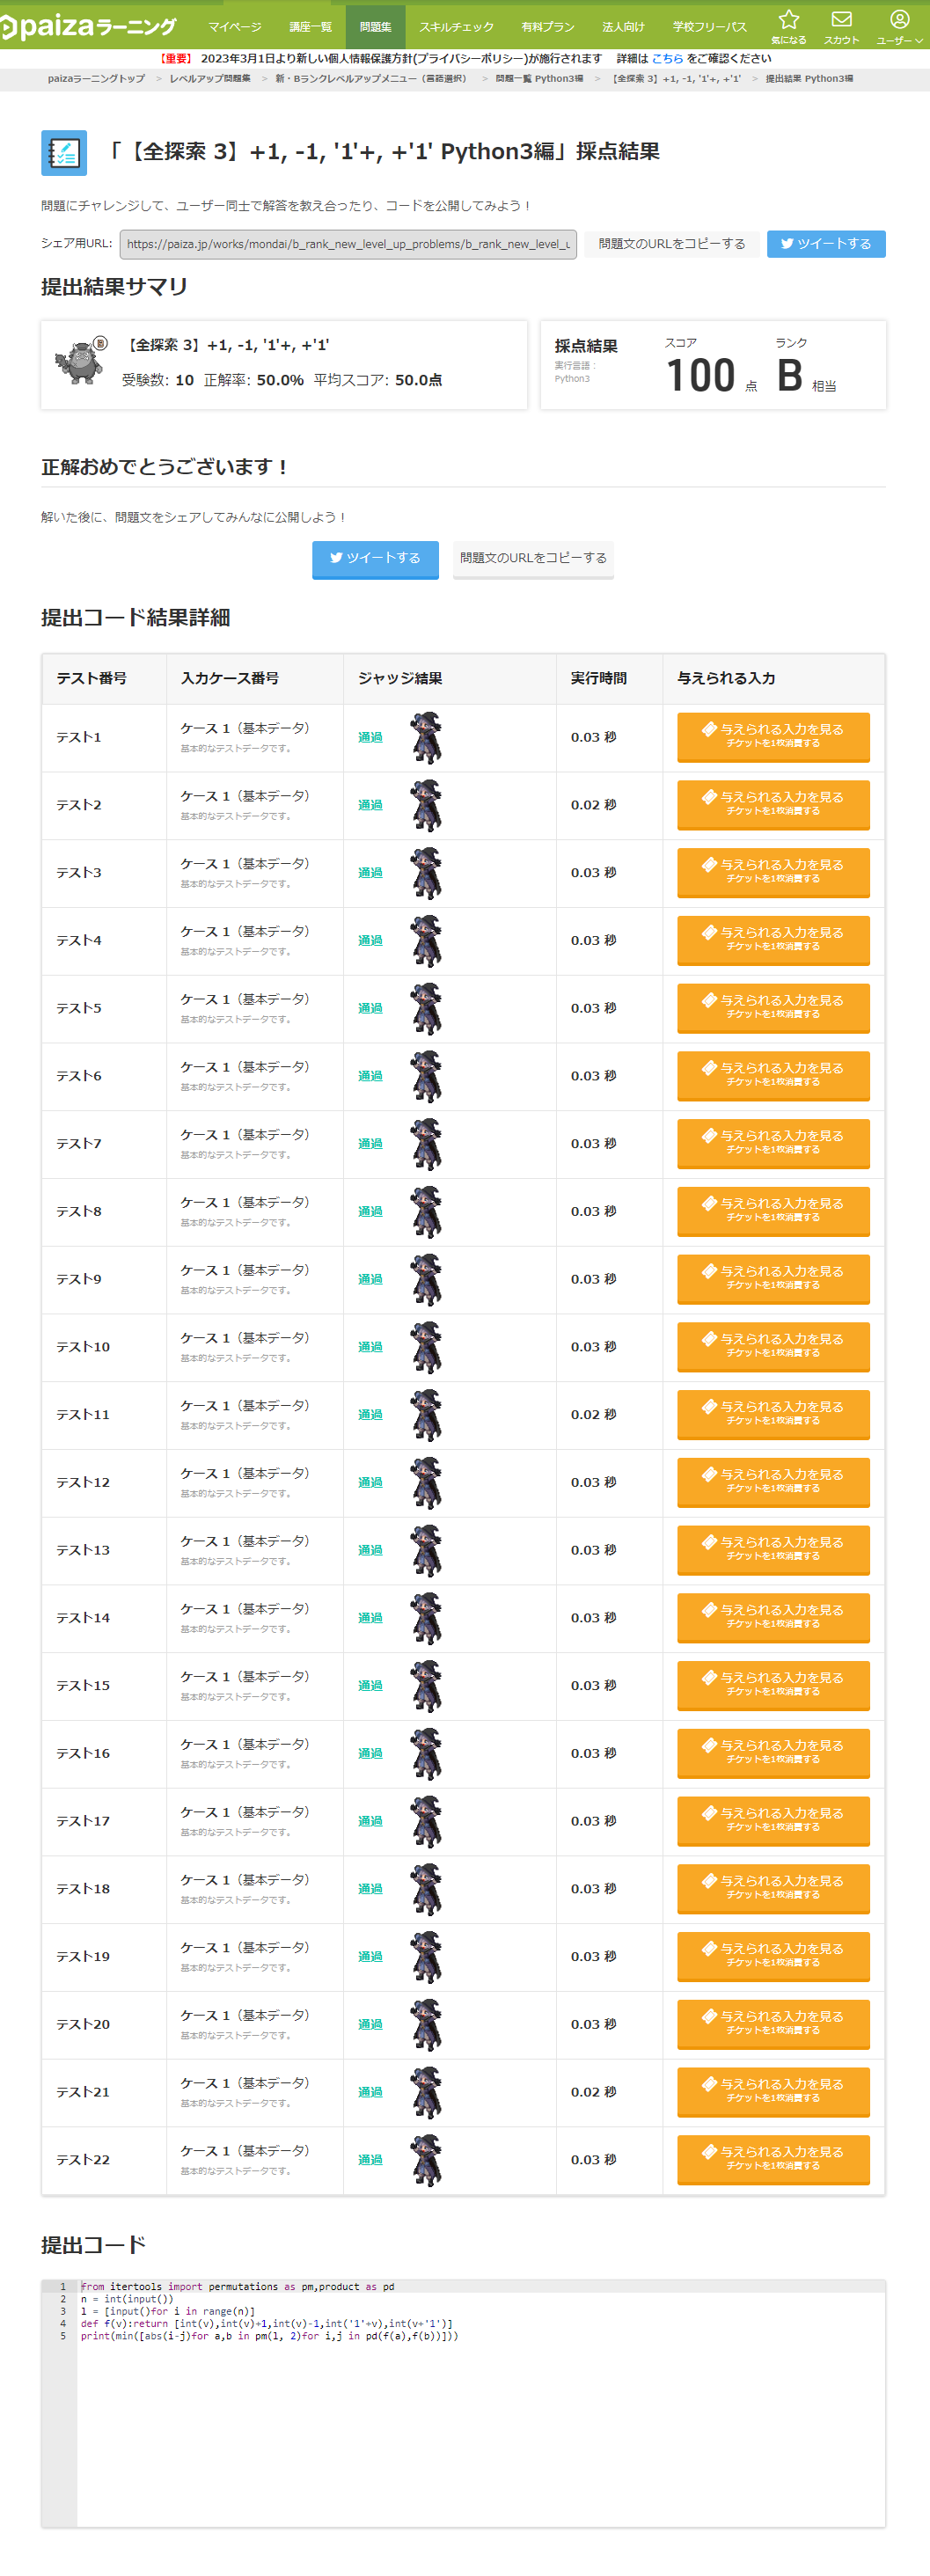 paizaラーニング
マイページ 講座一覧 問題集 スキルチェック 有料プラン 法人向け 学校フリーパス 気になる スカウト ユーザー
【重要】 2023年3月1日より新しい個人情報保護方針(プライバシーポリシー)が施行されます 詳細は こちら をご確認ください
paizaラーニングトップ > レベルアップ問題集 > 新・Bランクレベルアップメニュー（言語選択） > 問題一覧 Python3編 > 【全探索 3】+1, -1, '1'+, +'1' > 提出結果 Python3編
「【全探索 3】+1, -1, '1'+, +'1' Python3編」採点結果
問題にチャレンジして、ユーザー同士で解答を教え合ったり、コードを公開してみよう！
シェア用URL: https://paiza.jp/works/mondai/b_rank_new_level_up_problems/b_rank_new_level_u 問題文のURLをコピーする ツイートする
提出結果サマリ
B
【全探索 3】+1, -1, '1'+, +'1'
受験数: 10 正解率: 50.0% 平均スコア: 50.0点
採点結果
実行言語：
Python3
スコア
100 点
ランク
B 相当
正解おめでとうございます！
解いた後に、問題文をシェアしてみんなに公開しよう！
ツイートする 問題文のURLをコピーする
提出コード結果詳細
テスト番号 入力ケース番号 ジャッジ結果 実行時間 与えられる入力
テスト1 ケース 1（基本データ） 基本的なテストデータです。 通過 0.03 秒 与えられる入力を見る チケットを1枚消費する
テスト2 ケース 1（基本データ） 基本的なテストデータです。 通過 0.02 秒 与えられる入力を見る チケットを1枚消費する
テスト3 ケース 1（基本データ） 基本的なテストデータです。 通過 0.03 秒 与えられる入力を見る チケットを1枚消費する
テスト4 ケース 1（基本データ） 基本的なテストデータです。 通過 0.03 秒 与えられる入力を見る チケットを1枚消費する
テスト5 ケース 1（基本データ） 基本的なテストデータです。 通過 0.03 秒 与えられる入力を見る チケットを1枚消費する
テスト6 ケース 1（基本データ） 基本的なテストデータです。 通過 0.03 秒 与えられる入力を見る チケットを1枚消費する
テスト7 ケース 1（基本データ） 基本的なテストデータです。 通過 0.03 秒 与えられる入力を見る チケットを1枚消費する
テスト8 ケース 1（基本データ） 基本的なテストデータです。 通過 0.03 秒 与えられる入力を見る チケットを1枚消費する
テスト9 ケース 1（基本データ） 基本的なテストデータです。 通過 0.03 秒 与えられる入力を見る チケットを1枚消費する
テスト10 ケース 1（基本データ） 基本的なテストデータです。 通過 0.03 秒 与えられる入力を見る チケットを1枚消費する
テスト11 ケース 1（基本データ） 基本的なテストデータです。 通過 0.02 秒 与えられる入力を見る チケットを1枚消費する
テスト12 ケース 1（基本データ） 基本的なテストデータです。 通過 0.03 秒 与えられる入力を見る チケットを1枚消費する
テスト13 ケース 1（基本データ） 基本的なテストデータです。 通過 0.03 秒 与えられる入力を見る チケットを1枚消費する
テスト14 ケース 1（基本データ） 基本的なテストデータです。 通過 0.03 秒 与えられる入力を見る チケットを1枚消費する
テスト15 ケース 1（基本データ） 基本的なテストデータです。 通過 0.03 秒 与えられる入力を見る チケットを1枚消費する
テスト16 ケース 1（基本データ） 基本的なテストデータです。 通過 0.03 秒 与えられる入力を見る チケットを1枚消費する
テスト17 ケース 1（基本データ） 基本的なテストデータです。 通過 0.03 秒 与えられる入力を見る チケットを1枚消費する
テスト18 ケース 1（基本データ） 基本的なテストデータです。 通過 0.03 秒 与えられる入力を見る チケットを1枚消費する
テスト19 ケース 1（基本データ） 基本的なテストデータです。 通過 0.03 秒 与えられる入力を見る チケットを1枚消費する
テスト20 ケース 1（基本データ） 基本的なテストデータです。 通過 0.03 秒 与えられる入力を見る チケットを1枚消費する
テスト21 ケース 1（基本データ） 基本的なテストデータです。 通過 0.02 秒 与えられる入力を見る チケットを1枚消費する
テスト22 ケース 1（基本データ） 基本的なテストデータです。 通過 0.03 秒 与えられる入力を見る チケットを1枚消費する
提出コード
1 from itertools import permutations as pm,product as pd
2 n = int(input())
3 l = [input()for i in range(n)]
4 def f(v):return [int(v),int(v)+1,int(v)-1,int('1'+v),int(v+'1')]
5 print(min([abs(i-j)for a,b in pm(l, 2)for i,j in pd(f(a),f(b))]))